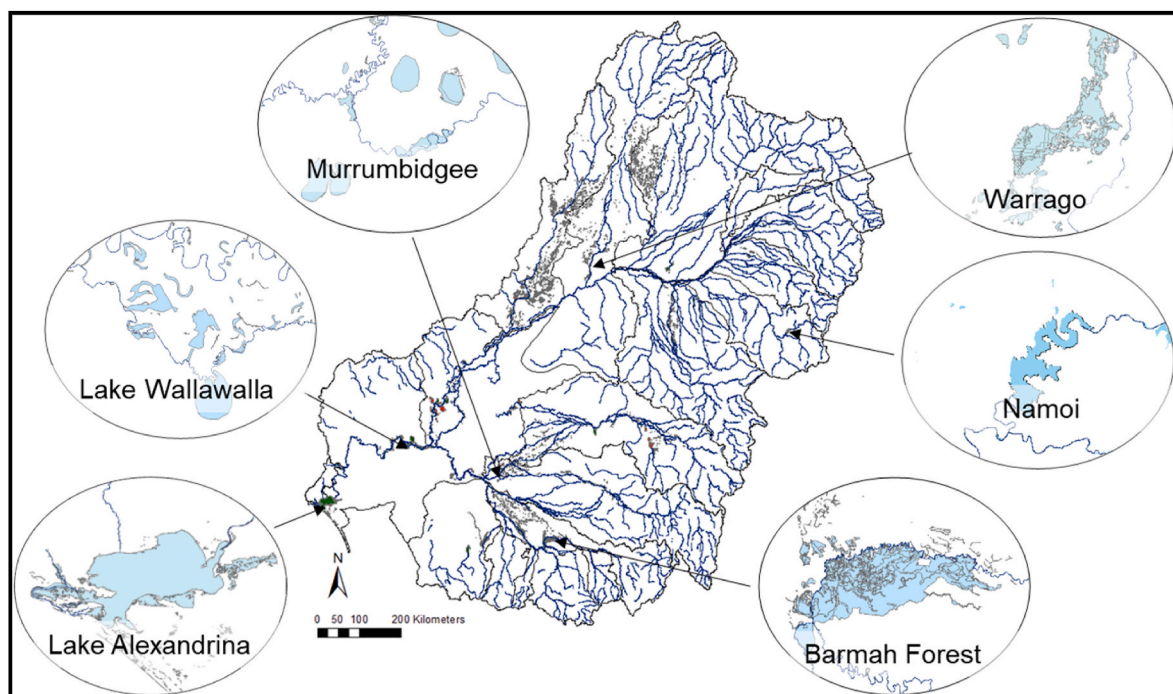 Murrumbidgee
Warrago
Lake Wallawalla
Namoi
Lake Alexandrina
N
0 50 100 200 Kilometers
Barmah Forest